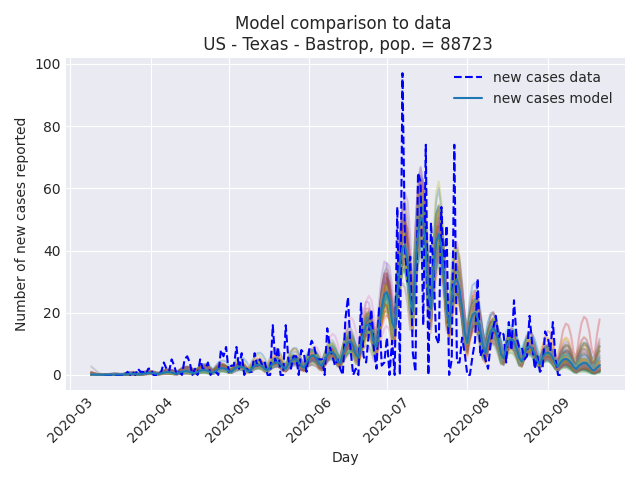 Model comparison to data
US - Texas - Bastrop, pop. = 88723
new cases data
new cases model
Number of new cases reported
100
80
60
40
20
0
2020-03
2020-04
2020-05
2020-06
2020-07
2020-08
2020-09
Day